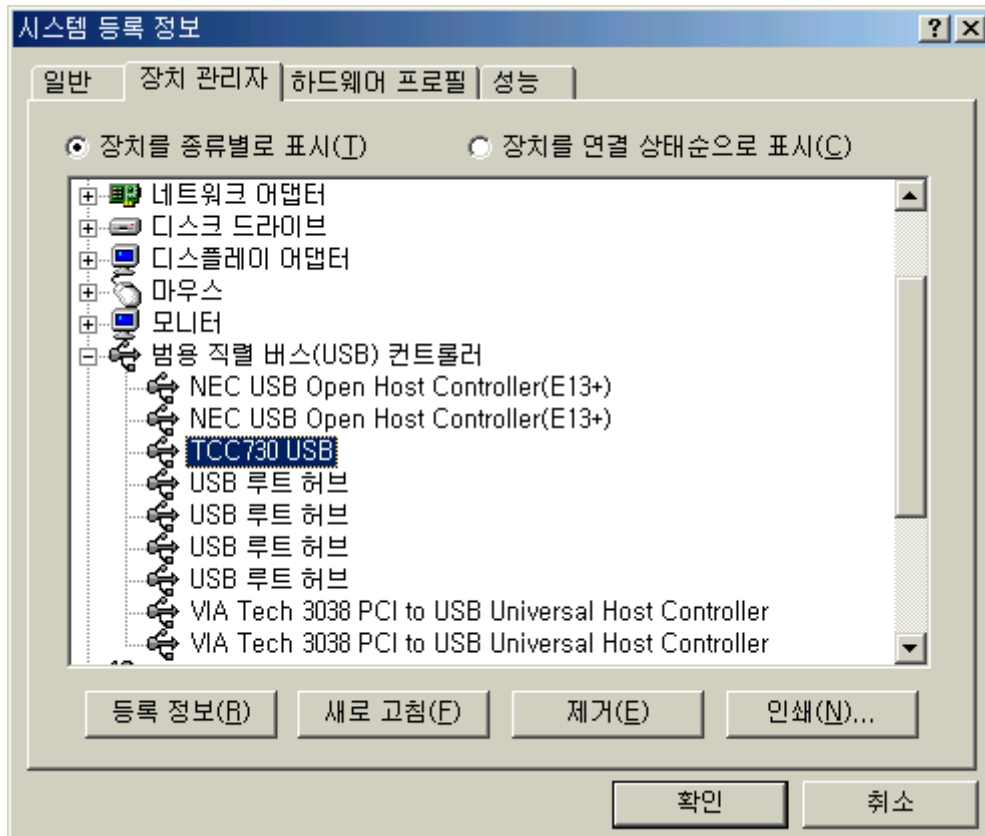 시스템 등록 정보
일반 장치 관리자 하드웨어 프로필 성능
장치를 종류별로 표시(T) 장치를 연결 상태순으로 표시(C)
네트워크 어댑터
디스크 드라이브
디스플레이 어댑터
마우스
모니터
범용 직렬 버스(USB) 컨트롤러
NEC USB Open Host Controller(E13+)
NEC USB Open Host Controller(E13+)
TCC730 USB
USB 루트 허브
USB 루트 허브
USB 루트 허브
USB 루트 허브
VIA Tech 3038 PCI to USB Universal Host Controller
VIA Tech 3038 PCI to USB Universal Host Controller
등록 정보(R) 새로 고침(F) 제거(E) 인쇄(N)...
확인 취소